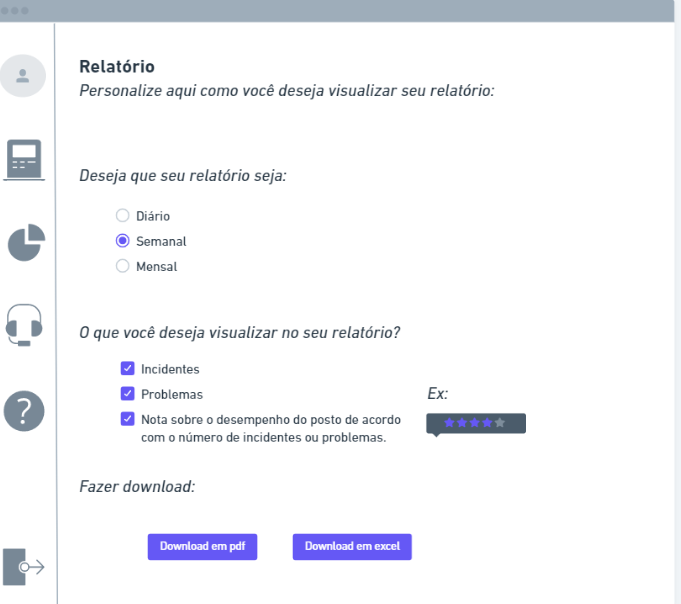 Relatório
Personalize aqui como você deseja visualizar seu relatório:
Deseja que seu relatório seja:
Diário
Semanal
Mensal
O que você deseja visualizar no seu relatório?
Incidentes
Problemas
Nota sobre o desempenho do posto de acordo
com o número de incidentes ou problemas.
Ex:
?
Fazer download:
Download em pdf
Download em excel